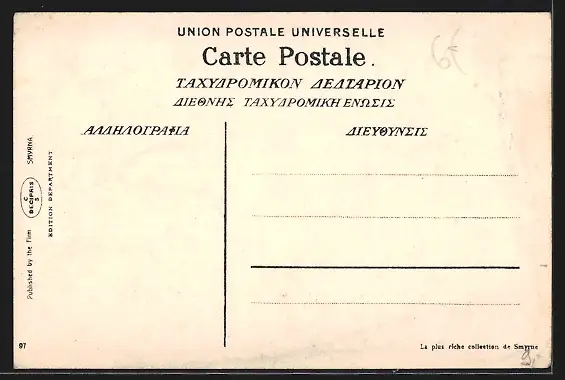 UNION POSTALE UNIVERSELLE
Carte Postale.
ΤΑΧΥΔΡΟΜΙΚΟΝ ΔΕΛΤΑΡΙΟΝ
ΔΙΕΘΝΗΣ ΤΑΧΥΔΡΟΜΙΚΗ ΕΝΩΣΙΣ
ΑΛΛΗΛΟΓΡΑΦΙΑ
ΔΙΕΥΘΥΝΣΙΣ
Published by the Firm C DECIPRIS S SMYRNA
EDITION DEPARTMENT
97
La plus riche collection de Smyrne